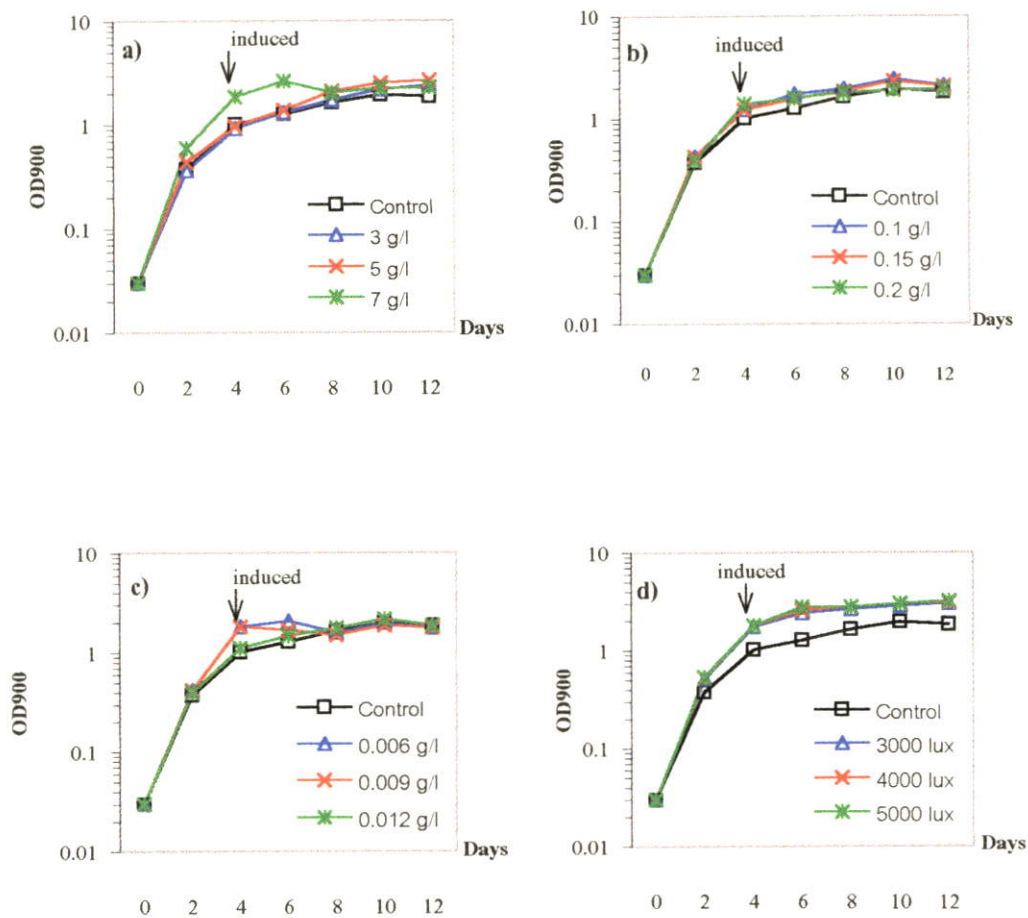 a)
induced
10
1
0.1
0.01
OD900
Control
3 g/l
5 g/l
7 g/l
Days
0 2 4 6 8 10 12
b)
induced
10
1
0.1
0.01
OD900
Control
0.1 g/l
0.15 g/l
0.2 g/l
Days
0 2 4 6 8 10 12
c)
induced
10
1
0.1
0.01
OD900
Control
0.006 g/l
0.009 g/l
0.012 g/l
Days
0 2 4 6 8 10 12
d)
induced
10
1
0.1
0.01
OD900
Control
3000 lux
4000 lux
5000 lux
Days
0 2 4 6 8 10 12